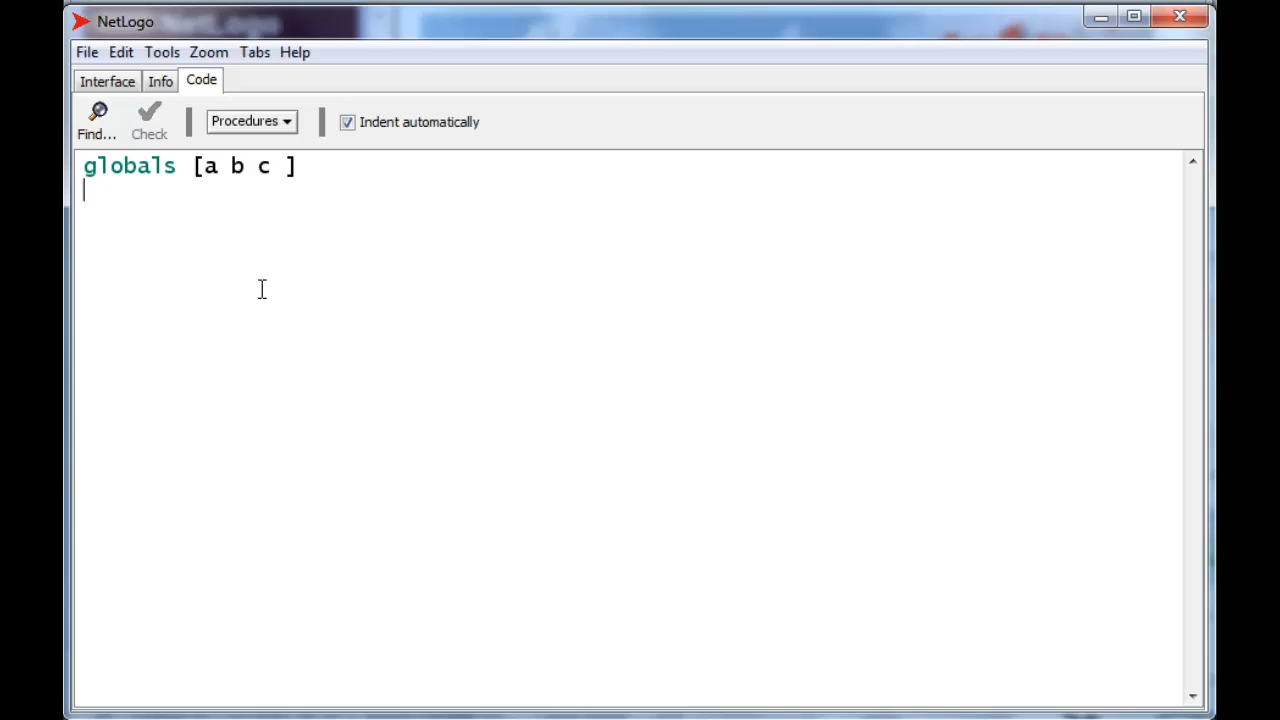 NetLogo
File Edit Tools Zoom Tabs Help
Interface Info Code
Find... Check Procedures Indent automatically
globals [a b c ]